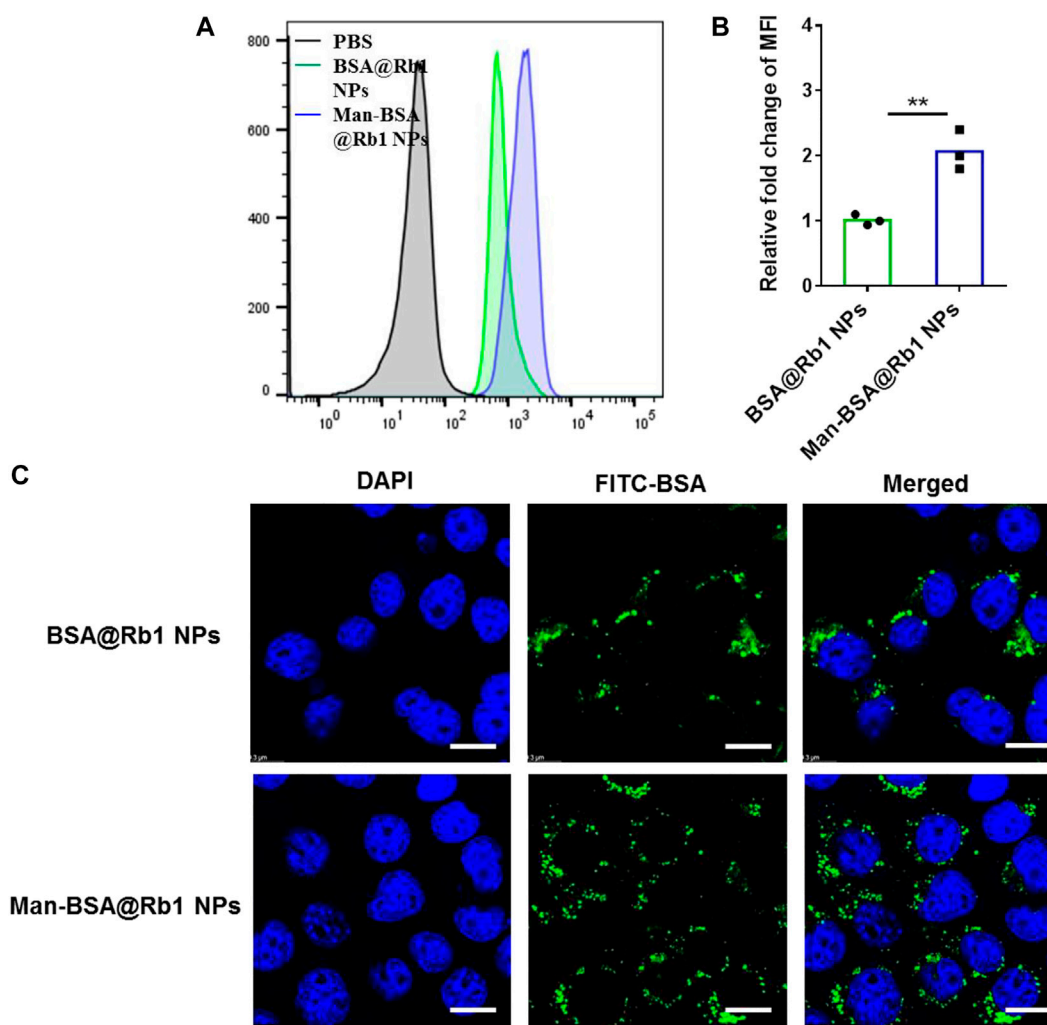 A
800
600
400
200
0
PBS
BSA@Rb1
NPs
Man-BSA
@Rb1 NPs
10^0
10^1
10^2
10^3
10^4
10^5
B
Relative fold change of MFI
4
3
2
1
0
**
BSA@Rb1 NPs
Man-BSA@Rb1 NPs
C
DAPI
FITC-BSA
Merged
BSA@Rb1 NPs
Man-BSA@Rb1 NPs